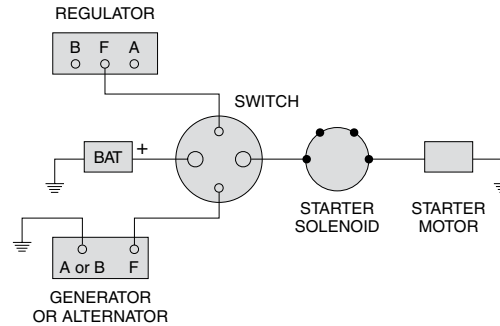 REGULATOR
B F A
SWITCH
BAT
+
STARTER
SOLENOID
STARTER
MOTOR
A or B F
GENERATOR
OR ALTERNATOR